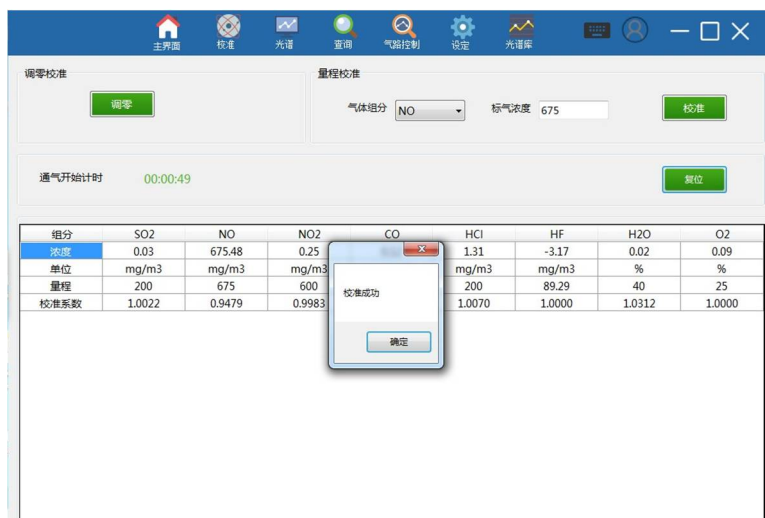 主界面 校准 光谱 查询 气路控制 设定 光谱库
调零校准 量程校准
调零 气体组分 NO 标气浓度 675 校准
通气开始计时 00:00:49 复位
组分 SO2 NO NO2 CO HCl HF H2O O2
浓度 0.03 675.48 0.25 1.31 -3.17 0.02 0.09
单位 mg/m3 mg/m3 mg/m3 mg/m3 mg/m3 % %
量程 200 675 600 200 89.29 40 25
校准系数 1.0022 0.9479 0.9983 1.0070 1.0000 1.0312 1.0000
校准成功
确定